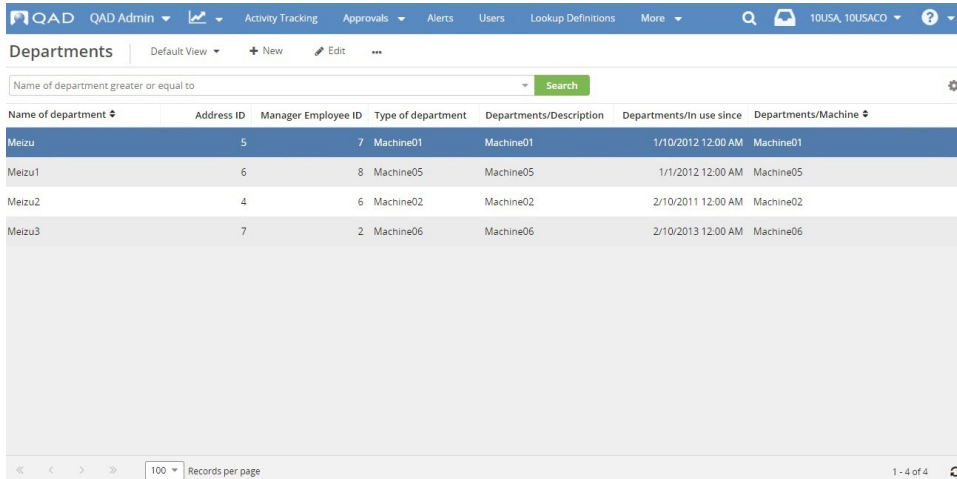 QAD QAD Admin Activity Tracking Approvals Alerts Users Lookup Definitions More 10USA, 10USACO ?
Departments Default View + New Edit ...
Name of department greater or equal to Search
Name of department Address ID Manager Employee ID Type of department Departments/Description Departments/In use since Departments/Machine
Meizu 5 7 Machine01 Machine01 1/10/2012 12:00 AM Machine01
Meizu1 6 8 Machine05 Machine05 1/1/2012 12:00 AM Machine05
Meizu2 4 6 Machine02 Machine02 2/10/2011 12:00 AM Machine02
Meizu3 7 2 Machine06 Machine06 2/10/2013 12:00 AM Machine06
100 Records per page 1 - 4 of 4